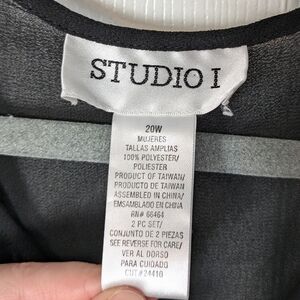 STUDIO I
20W
MUJERES
TALLAS AMPLIAS
100% POLYESTER/
POLIESTER
PRODUCT OF TAIWAN/
PRODUCTO DE TAIWAN
ASSEMBLED IN CHINA/
ENSAMBLADO EN CHINA
RN# 66464
2 PC SET/
CONJUNTO DE 2 PIEZAS
SEE REVERSE FOR CARE/
VER AL DORSO
PARA CUIDADO
CUT#24410